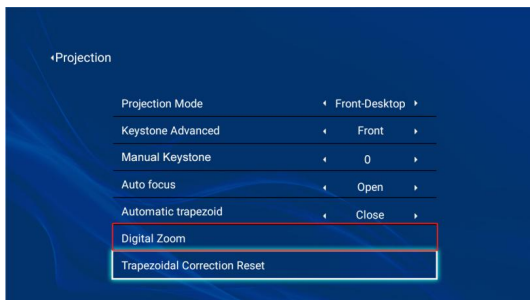 Projection
Projection Mode Front-Desktop
Keystone Advanced Front
Manual Keystone 0
Auto focus Open
Automatic trapezoid Close
Digital Zoom
Trapezoidal Correction Reset